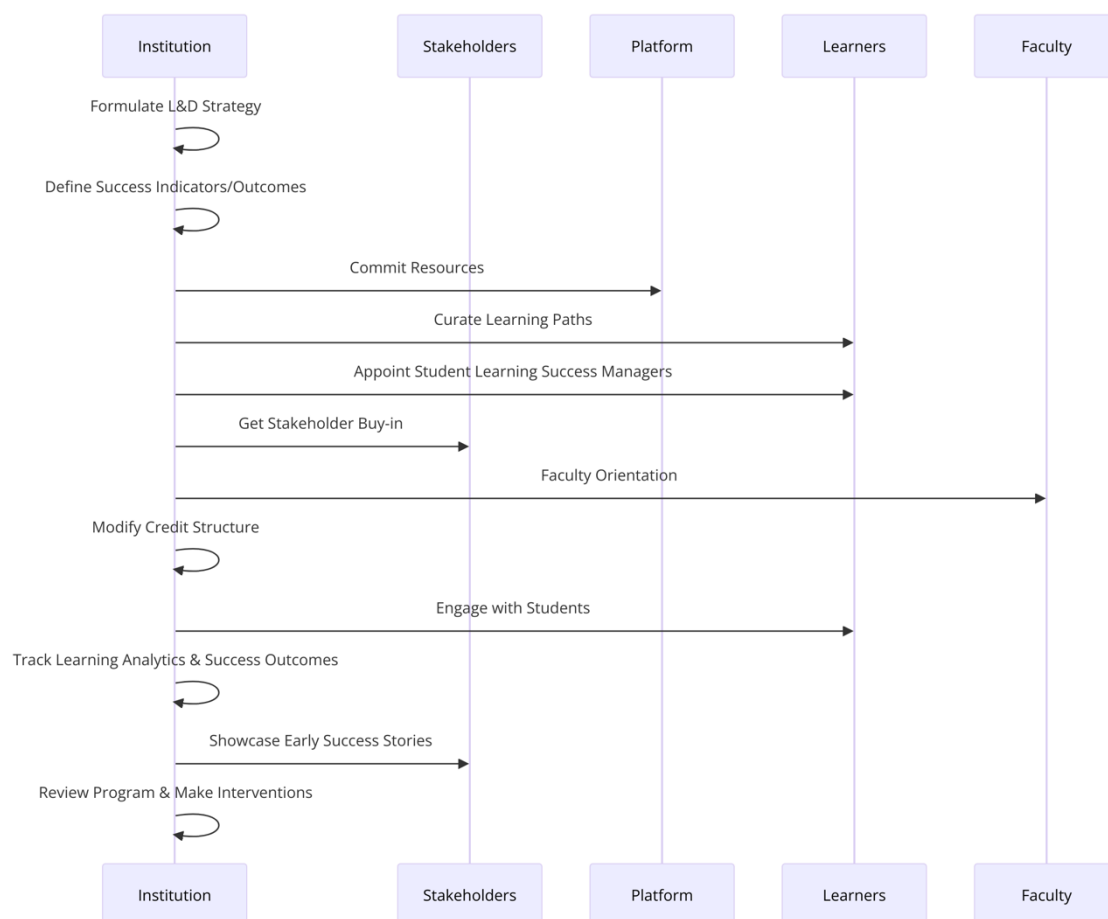 Institution
Stakeholders
Platform
Learners
Faculty
Formulate L&D Strategy
Define Success Indicators/Outcomes
Commit Resources
Curate Learning Paths
Appoint Student Learning Success Managers
Get Stakeholder Buy-in
Faculty Orientation
Modify Credit Structure
Engage with Students
Track Learning Analytics & Success Outcomes
Showcase Early Success Stories
Review Program & Make Interventions
Institution
Stakeholders
Platform
Learners
Faculty